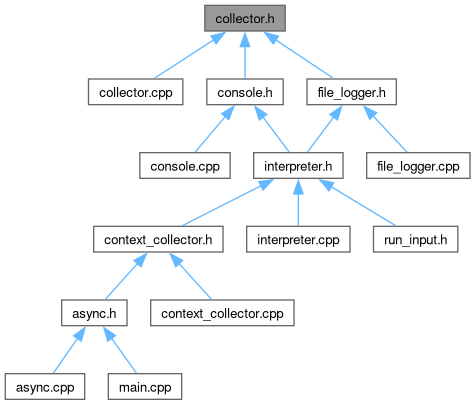 collector.h
collector.cpp
console.h
file_logger.h
console.cpp
interpreter.h
file_logger.cpp
context_collector.h
interpreter.cpp
run_input.h
async.h
context_collector.cpp
async.cpp
main.cpp